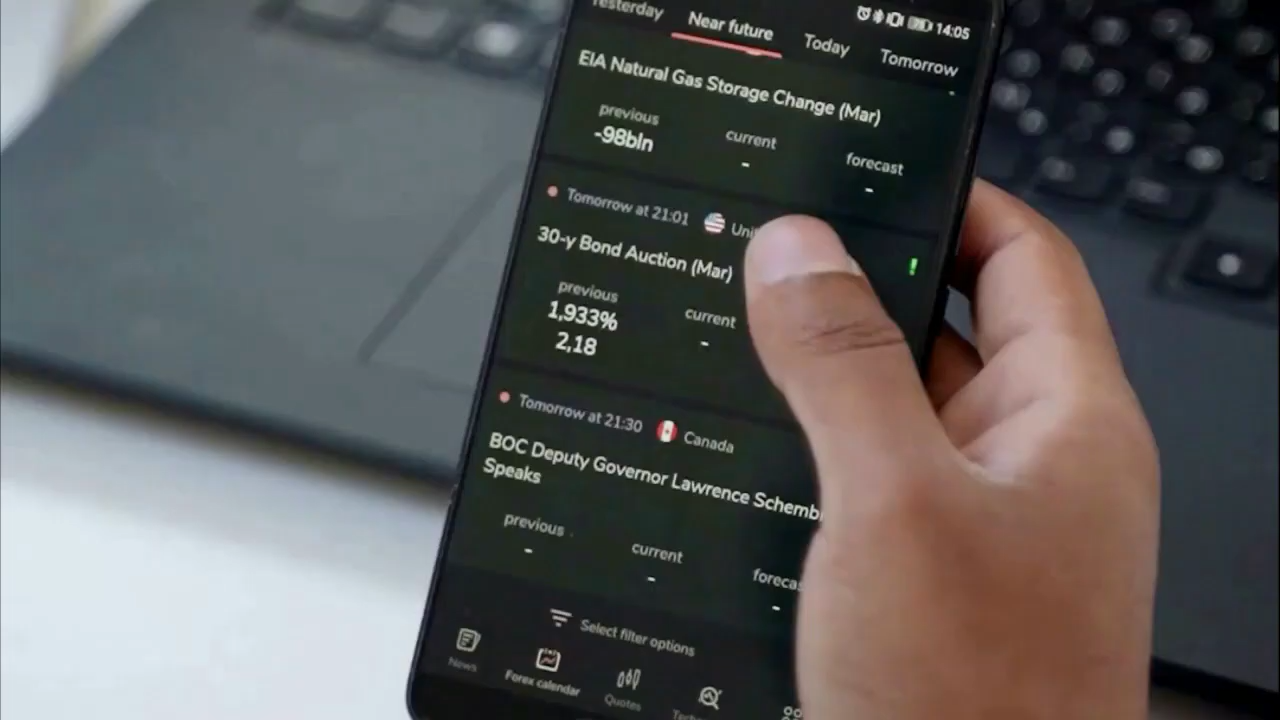 Yesterday Near future Today Tomorrow
14:05
EIA Natural Gas Storage Change (Mar)
previous current forecast
-98bln - -
Tomorrow at 21:01
30-y Bond Auction (Mar)
previous current
1,933% -
2,18
Tomorrow at 21:30 Canada
BOC Deputy Governor Lawrence
Speaks
previous current
- - -
Select filter options
News Forex calendar Quotes